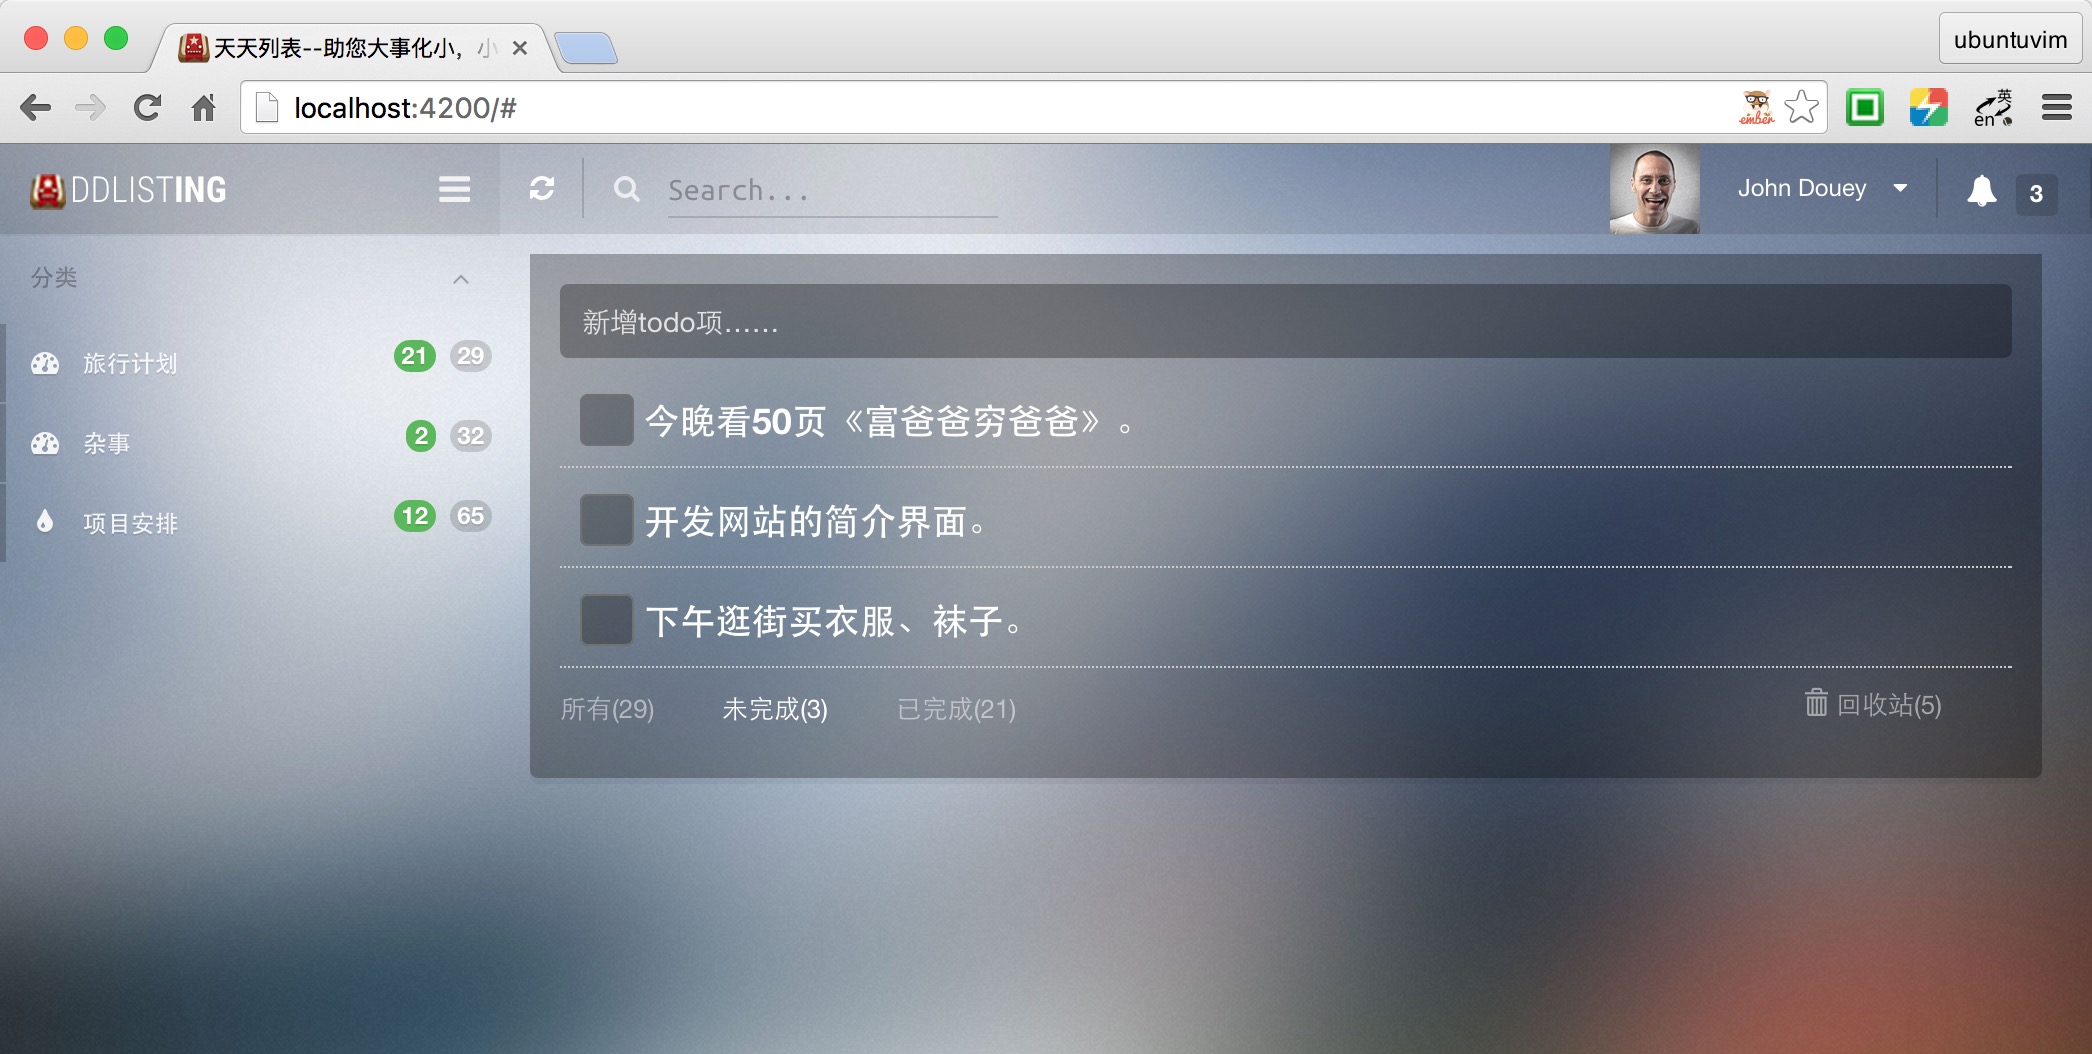 天天列表--助您大事化小，小
ubuntuvim
localhost:4200/#
ember
英
en
DDLISTING
Search...
John Douey
3
分类
旅行计划 21 29
杂事 2 32
项目安排 12 65
新增todo项……
今晚看50页《富爸爸穷爸爸》。
开发网站的简介界面。
下午逛街买衣服、袜子。
所有(29) 未完成(3) 已完成(21) 回收站(5)